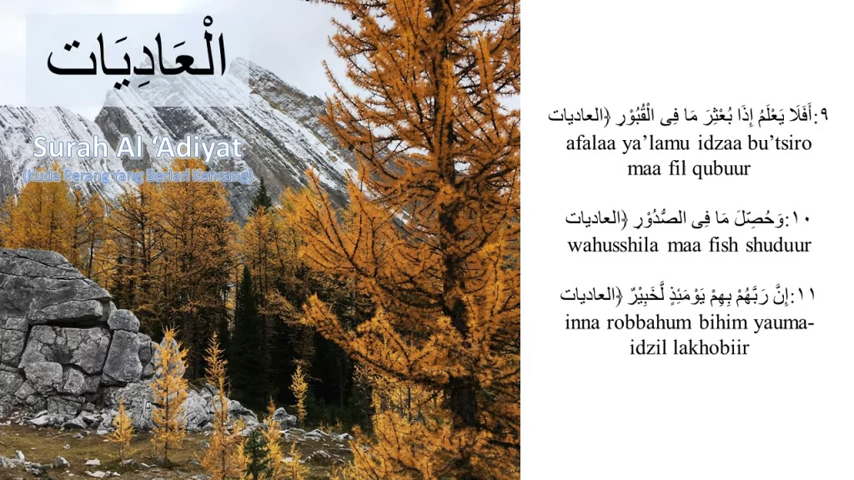 الْعَادِيَات
Surah Al ‘Adiyat
(Kuda Perang Yang Berlari Kencang)
٩:أَفَلَا يَعْلَمُ إِذَا بُعْثِرَ مَا فِى الْقُبُوْرِ ﴿العاديات
afalaa ya’lamu idzaa bu’tsiro
maa fil qubuur
١٠:وَحُصِّلَ مَا فِى الصُّدُوْرِ ﴿العاديات
wahusshila maa fish shuduur
١١:إِنَّ رَبَّهُمْ بِهِمْ يَوْمَئِذٍ لَّخَبِيْرٌ ﴿العاديات
inna robbahum bihim yauma-
idzil lakhobiir